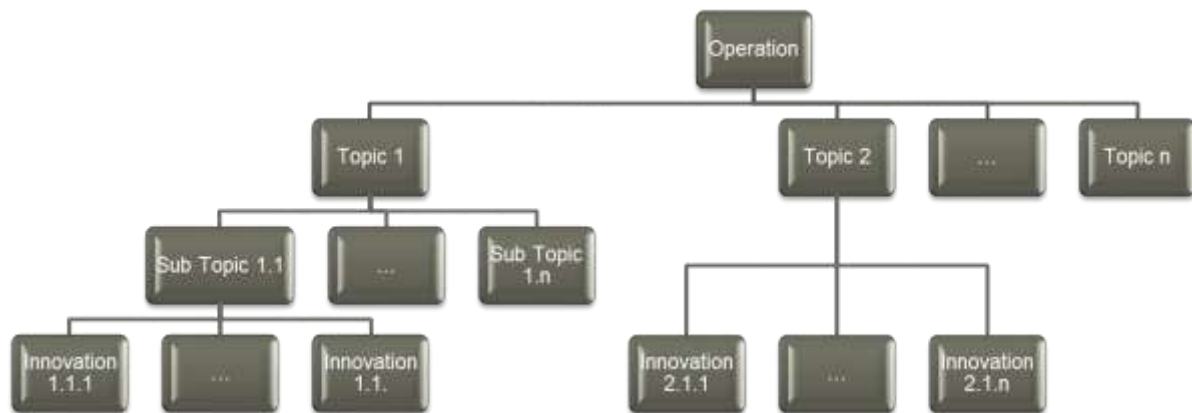 Operation
Topic 1
Topic 2
...
Topic n
Sub Topic 1.1
...
Sub Topic
1.n
Innovation
1.1.1
...
Innovation
1.1.
Innovation
2.1.1
...
Innovation
2.1.n